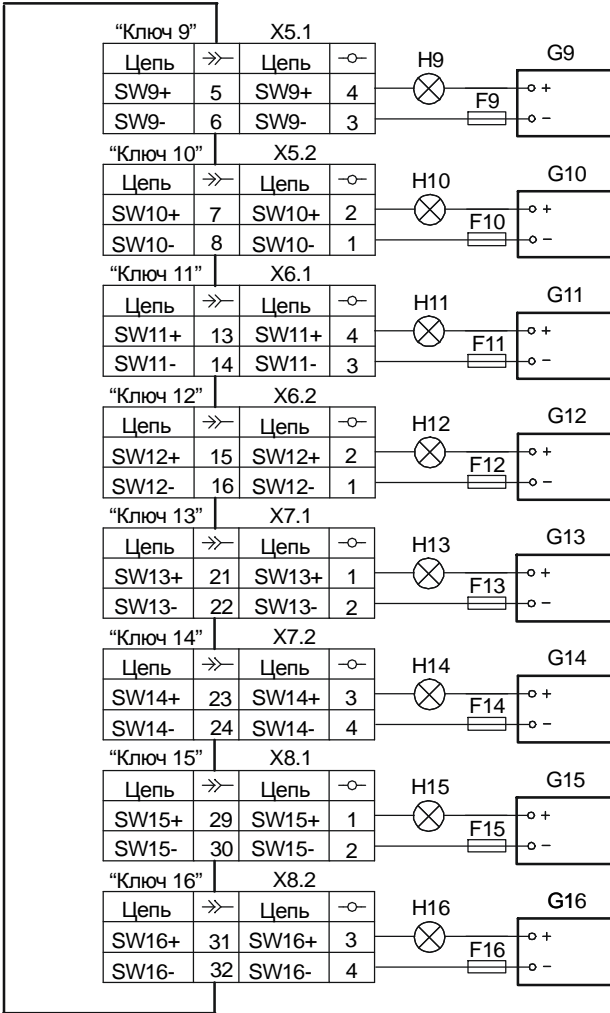 “Ключ 9” X5.1 G9
Цепь Цепь H9
SW9+ 5 SW9+ 4 +
F9
SW9- 6 SW9- 3 −
“Ключ 10” X5.2 G10
Цепь Цепь H10
SW10+ 7 SW10+ 2 +
F10
SW10- 8 SW10- 1 −
“Ключ 11” X6.1 G11
Цепь Цепь H11
SW11+ 13 SW11+ 4 +
F11
SW11- 14 SW11- 3 −
“Ключ 12” X6.2 G12
Цепь Цепь H12
SW12+ 15 SW12+ 2 +
F12
SW12- 16 SW12- 1 −
“Ключ 13” X7.1 G13
Цепь Цепь H13
SW13+ 21 SW13+ 1 +
F13
SW13- 22 SW13- 2 −
“Ключ 14” X7.2 G14
Цепь Цепь H14
SW14+ 23 SW14+ 3 +
F14
SW14- 24 SW14- 4 −
“Ключ 15” X8.1 G15
Цепь Цепь H15
SW15+ 29 SW15+ 1 +
F15
SW15- 30 SW15- 2 −
“Ключ 16” X8.2 G16
Цепь Цепь H16
SW16+ 31 SW16+ 3 +
F16
SW16- 32 SW16- 4 −